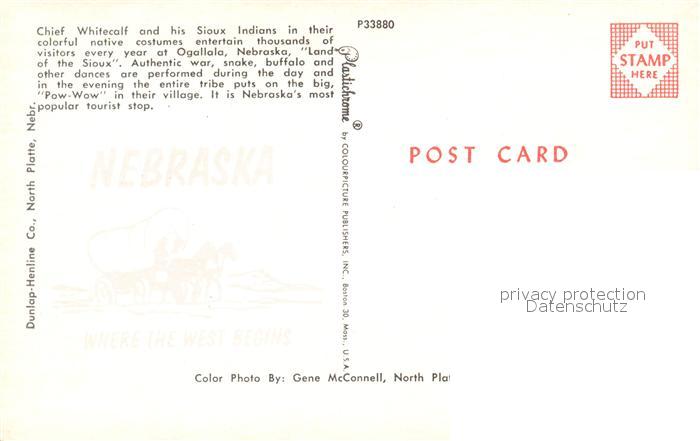 Chief Whitecalf and his Sioux Indians in their
colorful native costumes entertain thousands of
visitors every year at Ogallala, Nebraska, "Land
of the Sioux". Authentic war, snake, buffalo and
other dances are performed during the day and
in the evening the entire tribe puts on the big,
"Pow-Wow" in their village. It is Nebraska's most
popular tourist stop.
P33880
PUT
STAMP
HERE
POST CARD
Plastichrome ® by COLOURPICTURE PUBLISHERS, INC., Boston 30, Mass., U.S.A.
Dunlap-Henline Co., North Platte, Nebr.
NEBRASKA
WHERE THE WEST BEGINS
privacy protection
Datenschutz
Color Photo By: Gene McConnell, North Plat